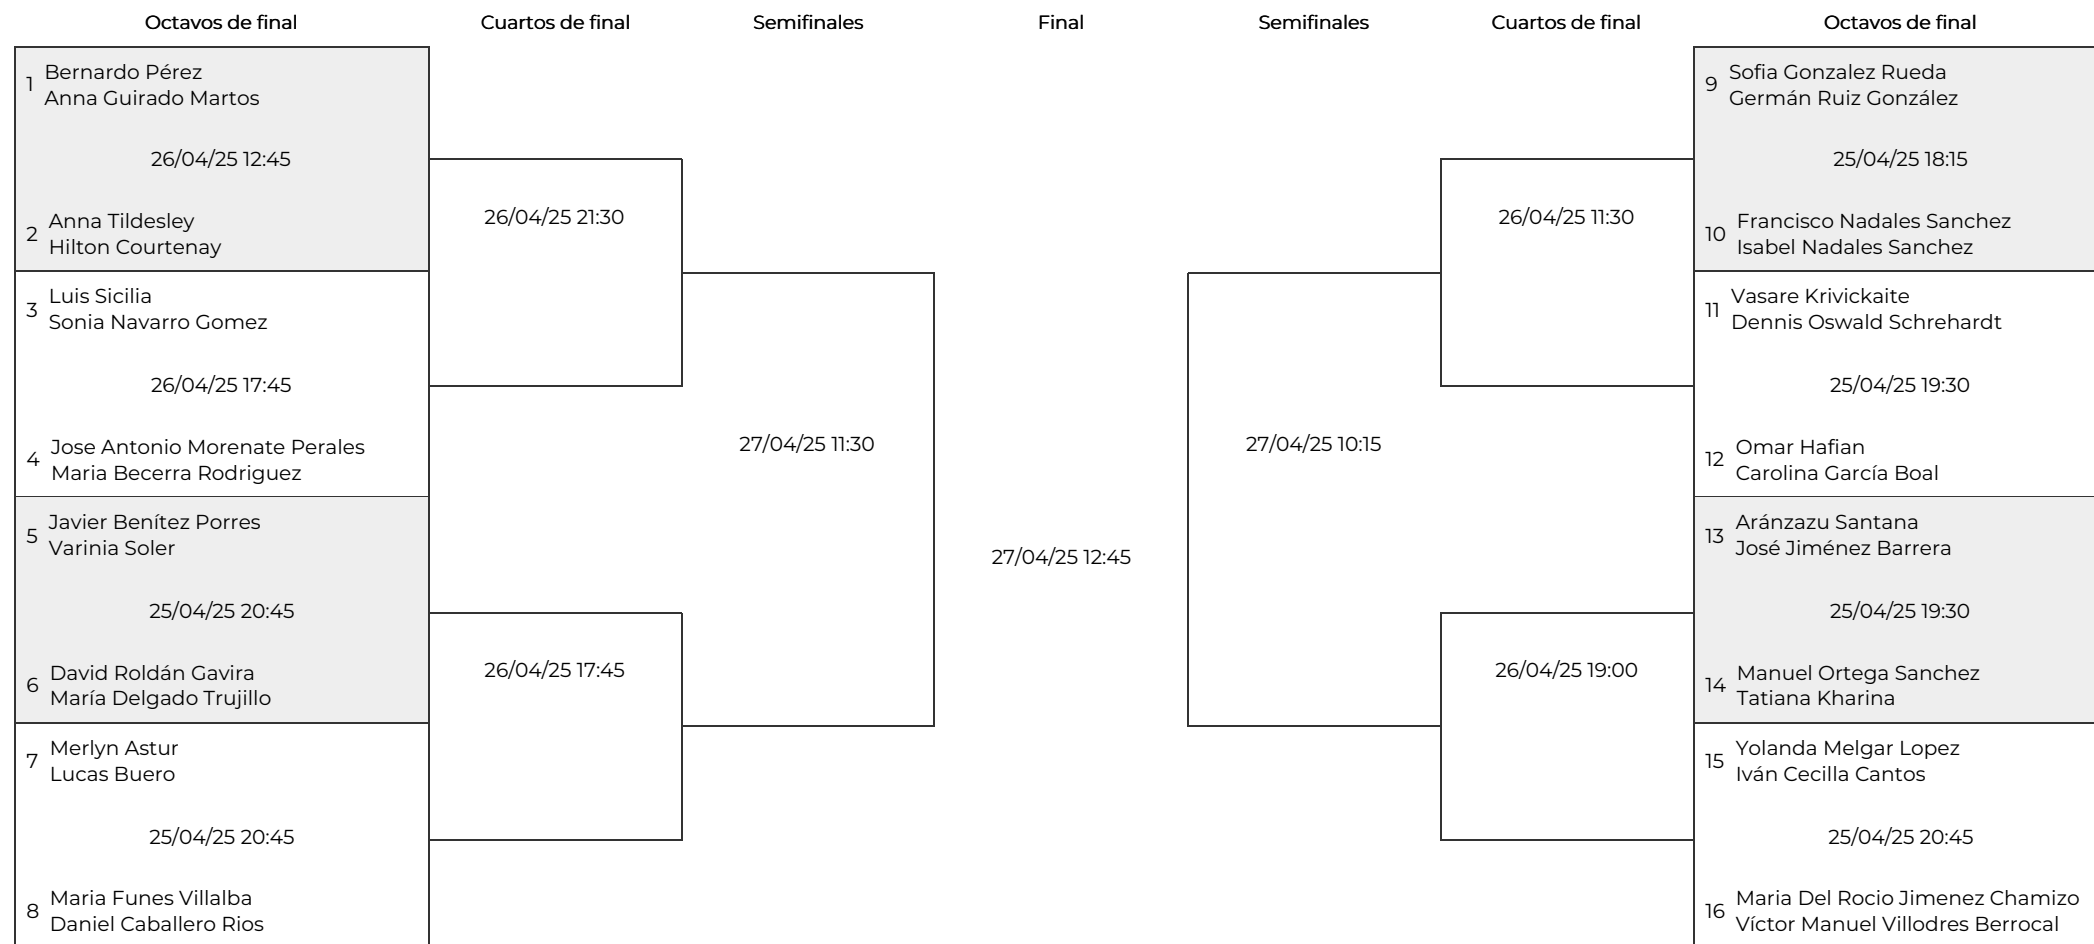 Octavos de final
Cuartos de final
Semifinales
Final
Semifinales
Cuartos de final
Octavos de final
1
Bernardo Pérez
Anna Guirado Martos
26/04/25 12:45
2
Anna Tildesley
Hilton Courtenay
3
Luis Sicilia
Sonia Navarro Gomez
26/04/25 17:45
4
Jose Antonio Morenate Perales
Maria Becerra Rodriguez
5
Javier Benítez Porres
Varinia Soler
25/04/25 20:45
6
David Roldán Gavira
María Delgado Trujillo
7
Merlyn Astur
Lucas Buero
25/04/25 20:45
8
Maria Funes Villalba
Daniel Caballero Rios
26/04/25 21:30
26/04/25 17:45
27/04/25 11:30
27/04/25 12:45
27/04/25 10:15
26/04/25 11:30
26/04/25 19:00
9
Sofia Gonzalez Rueda
Germán Ruiz González
25/04/25 18:15
10
Francisco Nadales Sanchez
Isabel Nadales Sanchez
11
Vasare Krivickaite
Dennis Oswald Schrehardt
25/04/25 19:30
12
Omar Hafian
Carolina García Boal
13
Aránzazu Santana
José Jiménez Barrera
25/04/25 19:30
14
Manuel Ortega Sanchez
Tatiana Kharina
15
Yolanda Melgar Lopez
Iván Cecilla Cantos
25/04/25 20:45
16
Maria Del Rocio Jimenez Chamizo
Víctor Manuel Villodres Berrocal